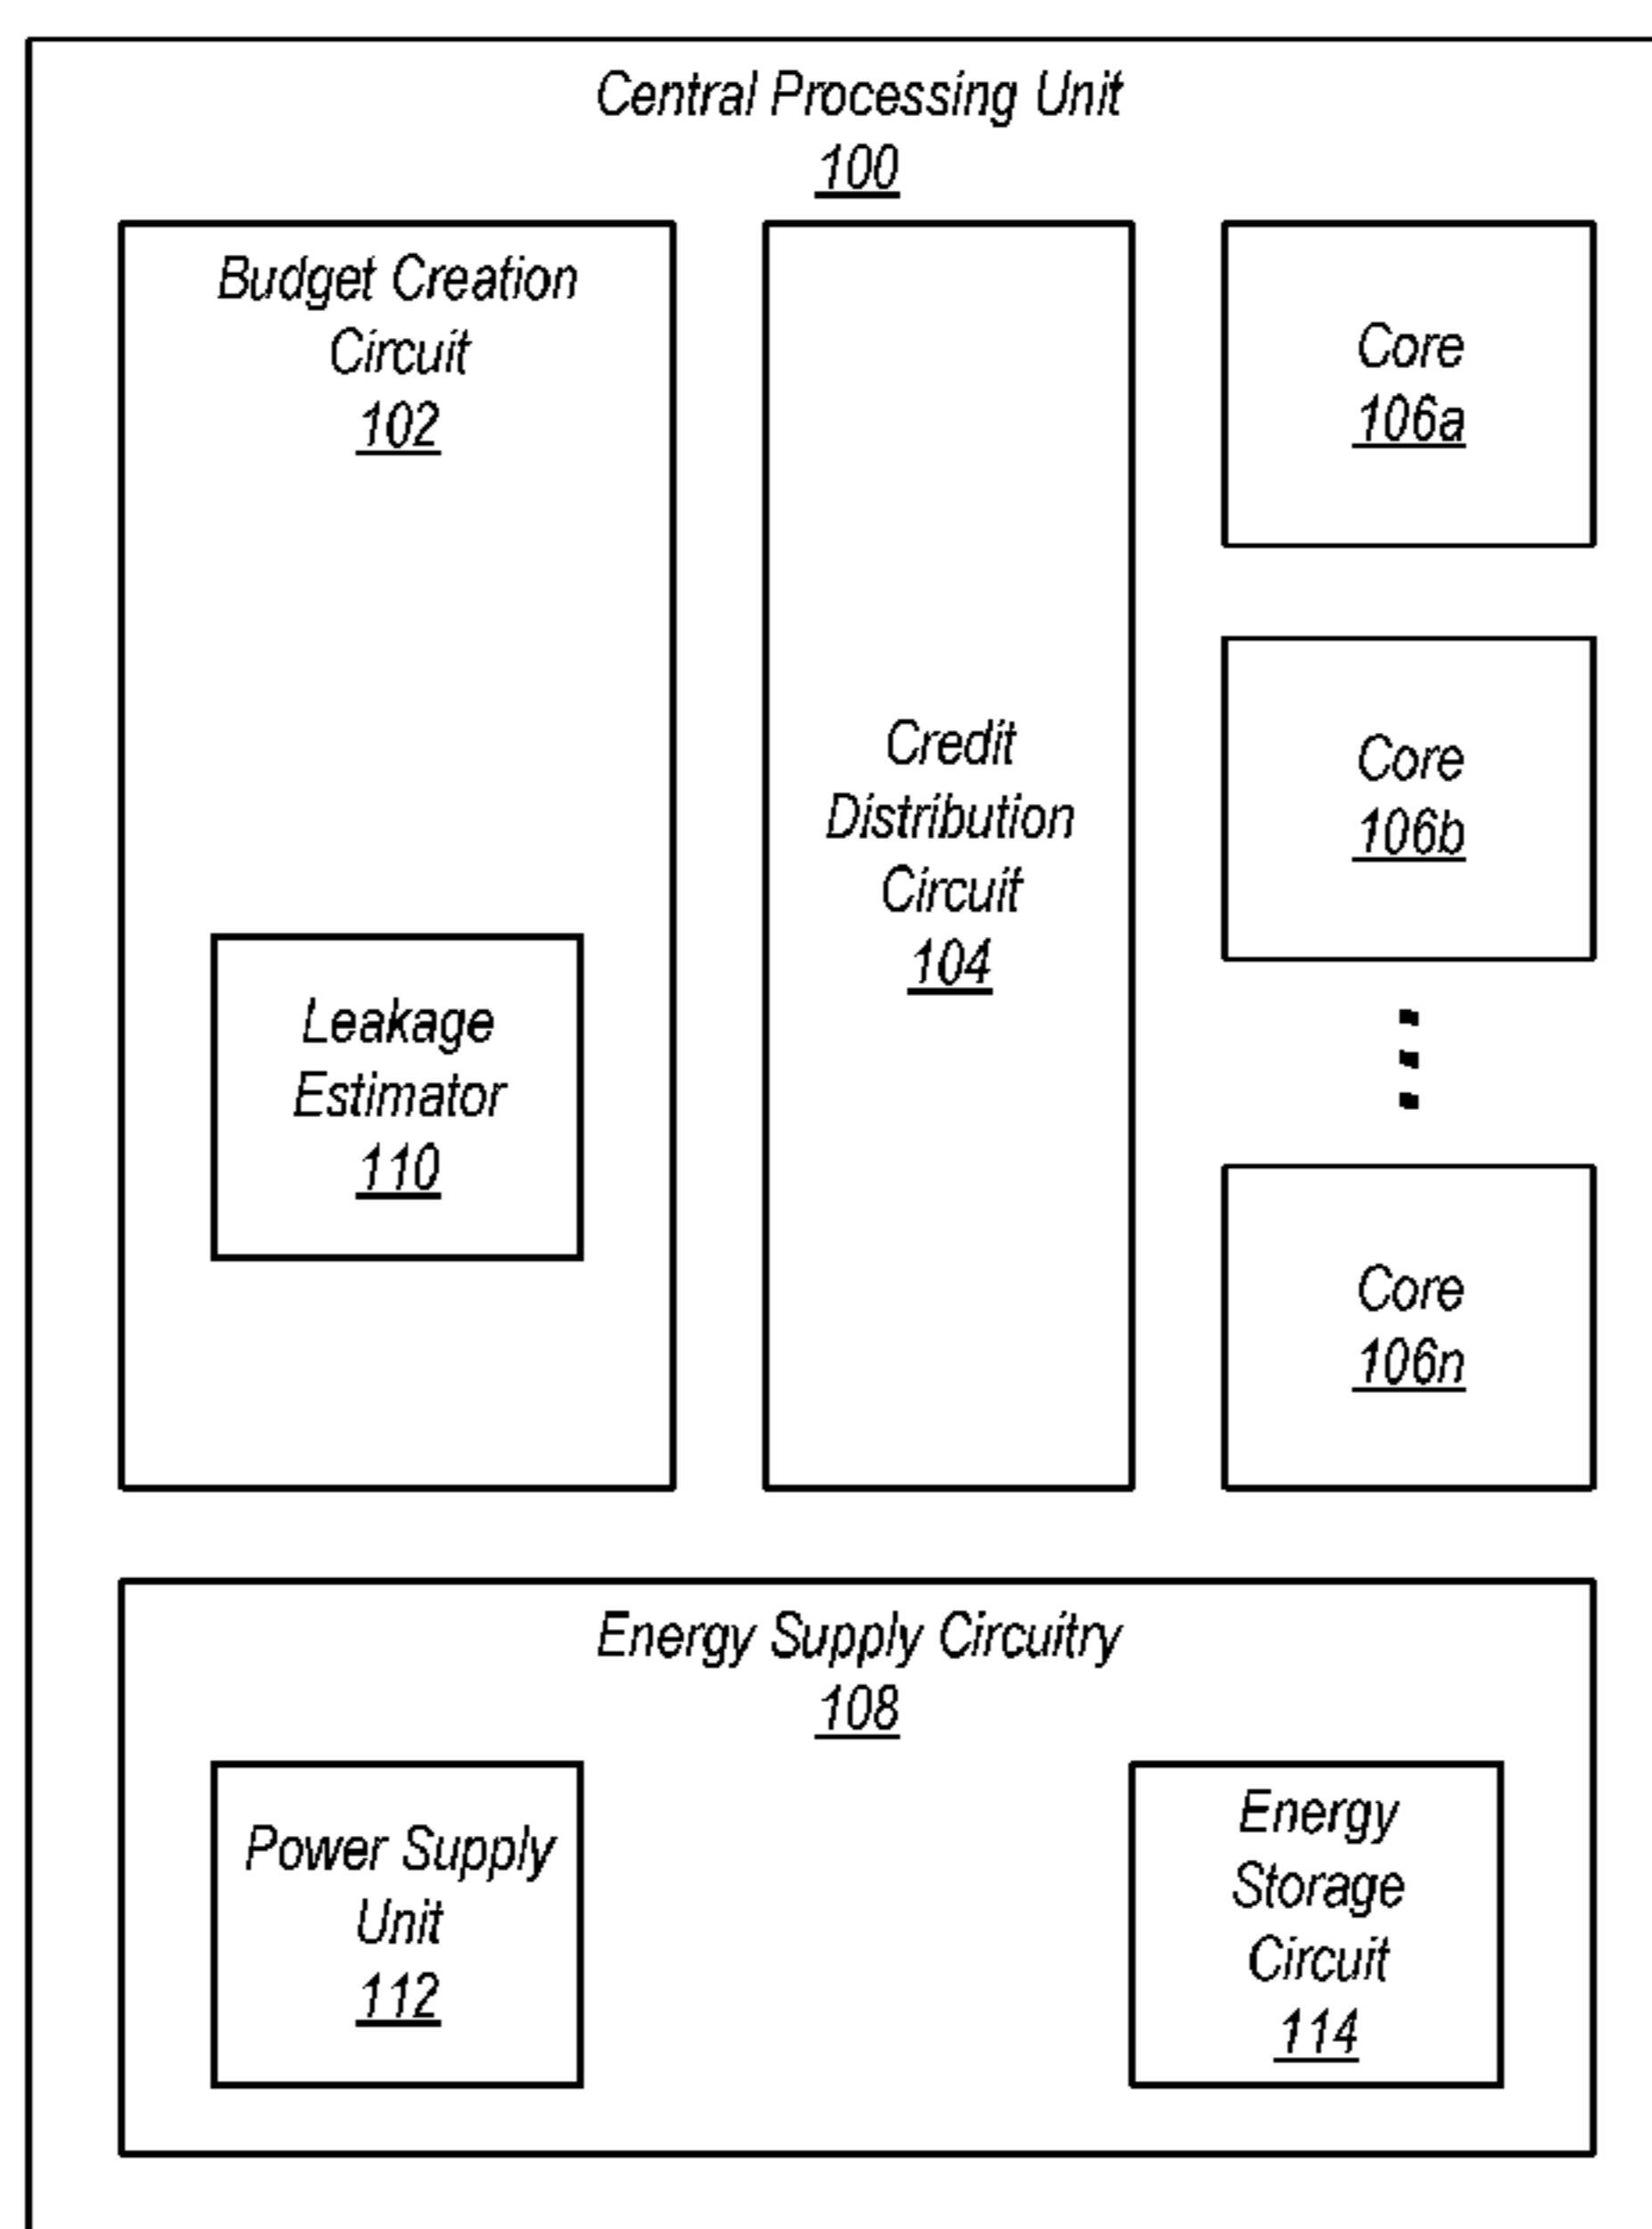 Central Processing Unit
100
Budget Creation
Circuit
102
Leakage
Estimator
110
Credit
Distribution
Circuit
104
Core
106a
Core
106b
Core
106n
Energy Supply Circuitry
108
Power Supply
Unit
112
Energy
Storage
Circuit
114